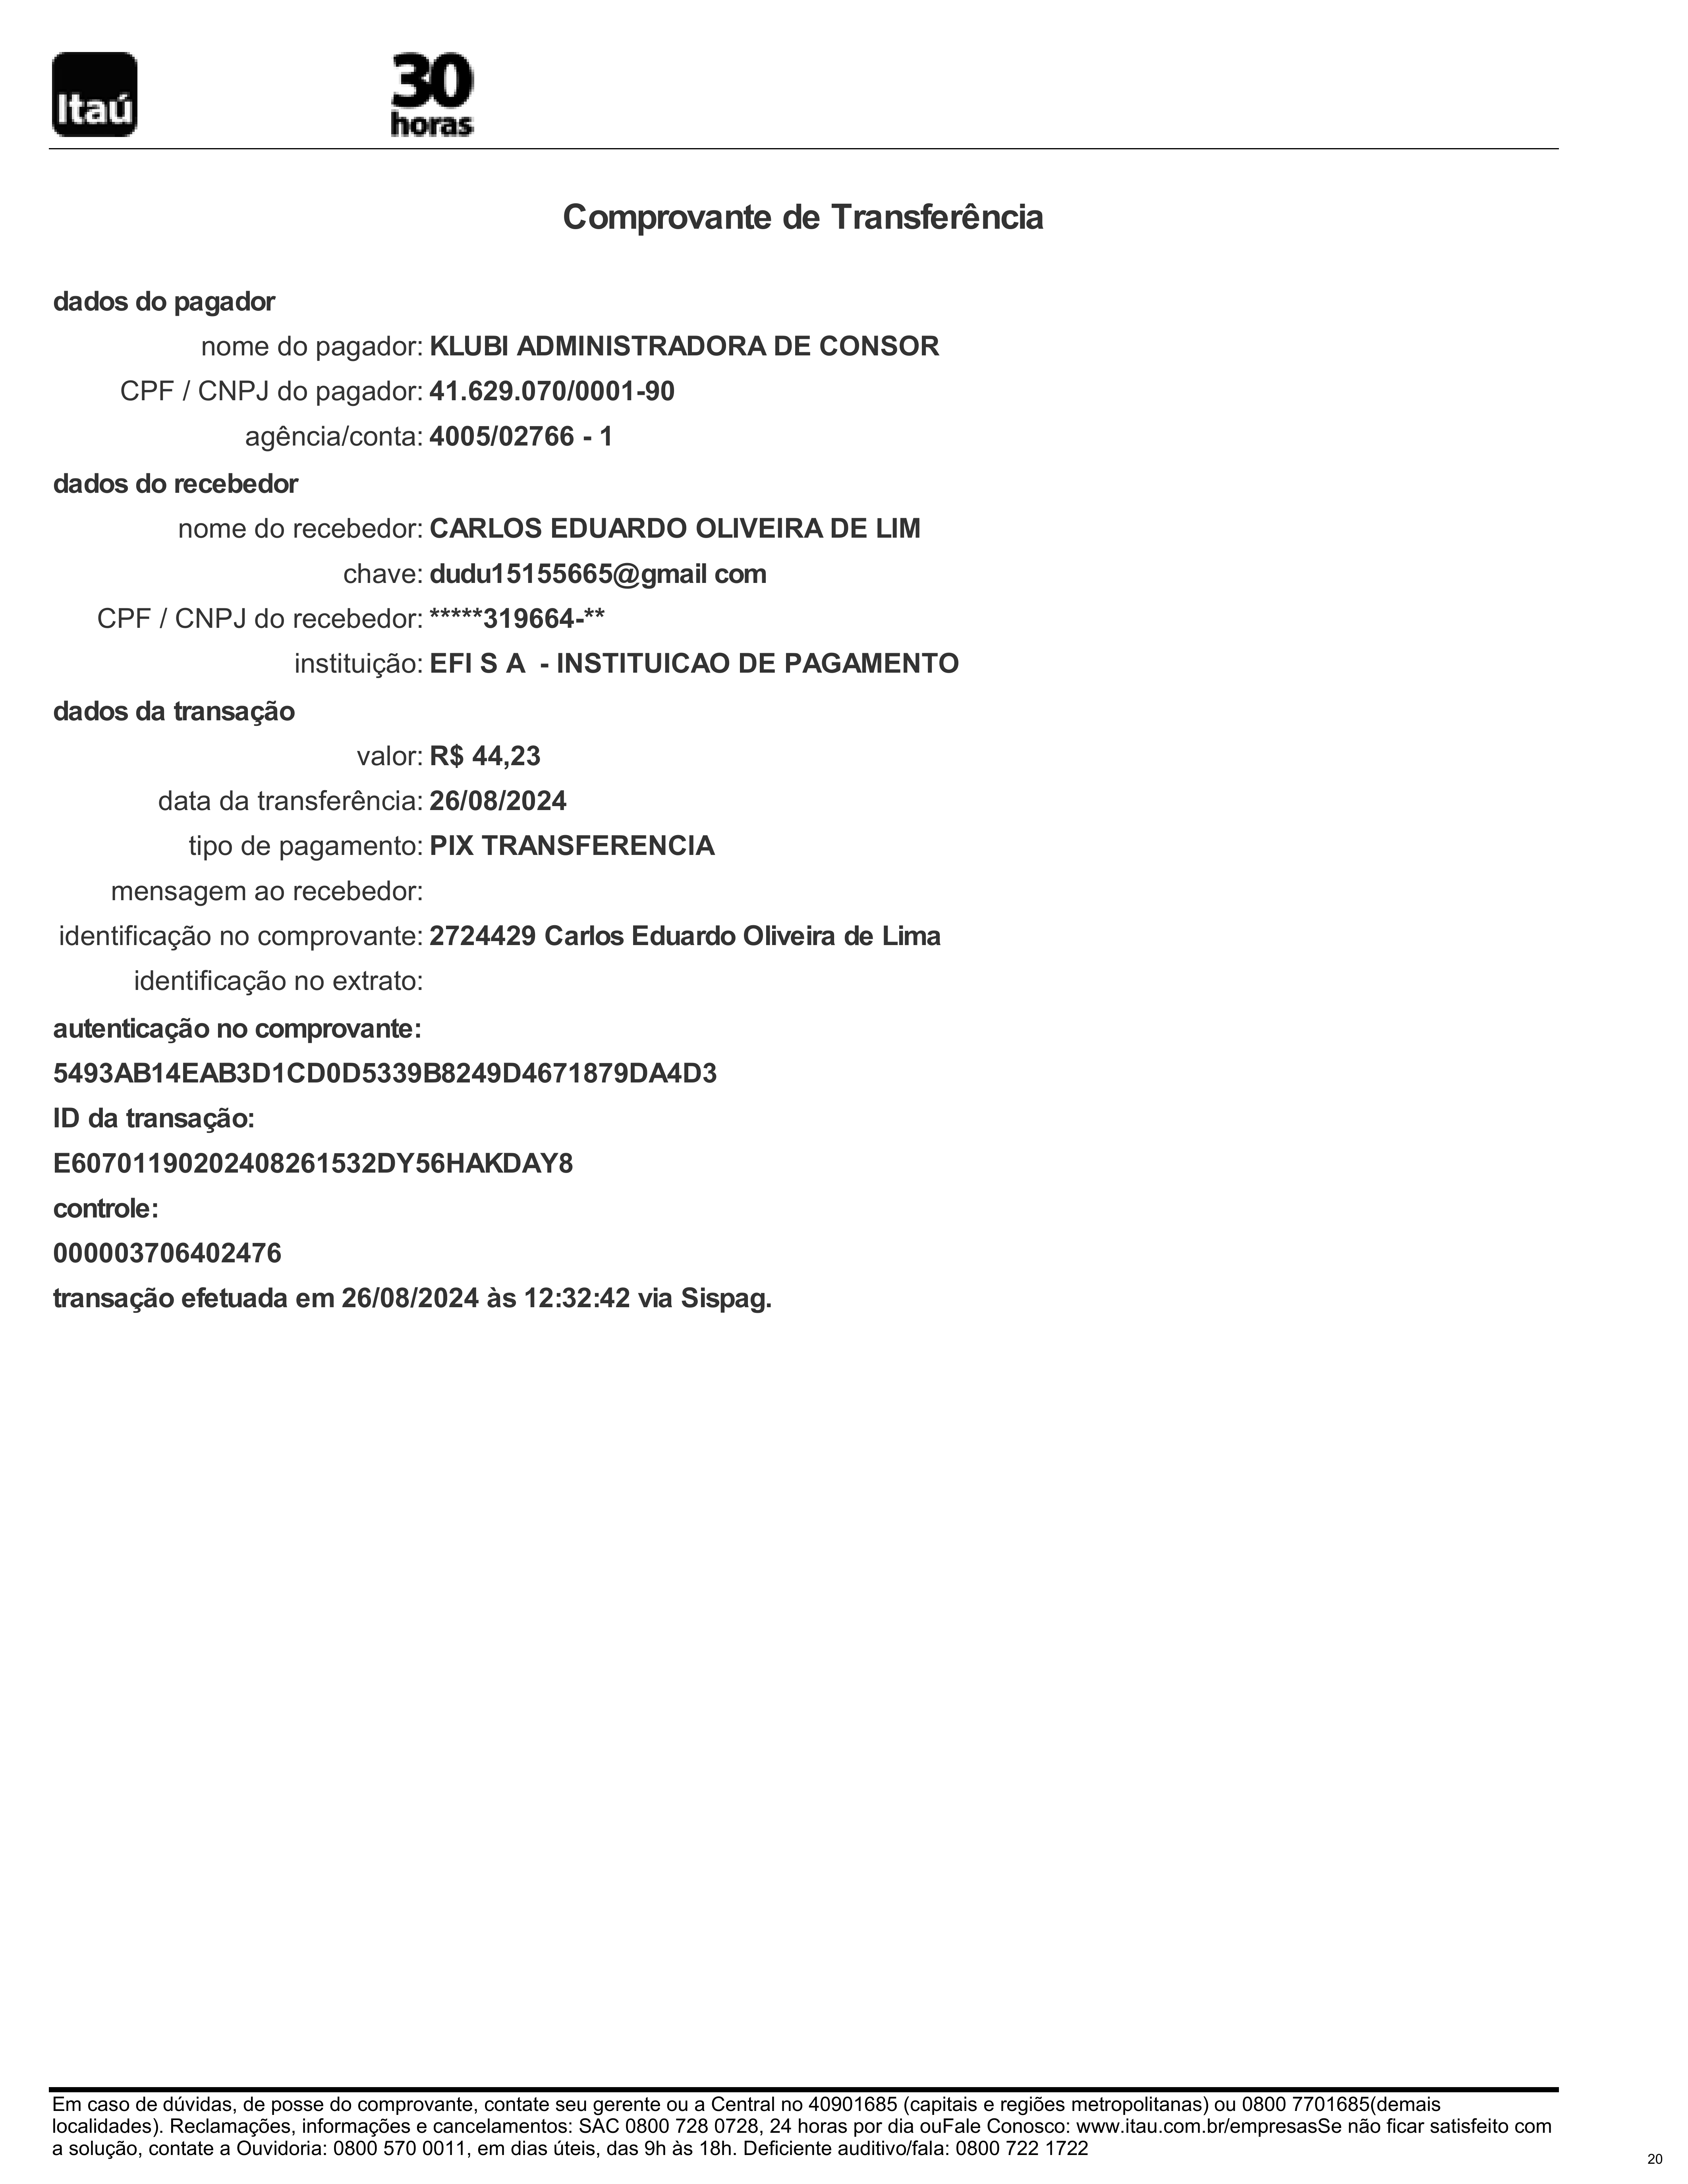 Itaú
30
horas
Comprovante de Transferência
dados do pagador
nome do pagador: KLUBI ADMINISTRADORA DE CONSOR
CPF / CNPJ do pagador: 41.629.070/0001-90
agência/conta: 4005/02766 - 1
dados do recebedor
nome do recebedor: CARLOS EDUARDO OLIVEIRA DE LIM
chave: dudu15155665@gmail com
CPF / CNPJ do recebedor: *****319664-**
instituição: EFI S A  - INSTITUICAO DE PAGAMENTO
dados da transação
valor: R$ 44,23
data da transferência: 26/08/2024
tipo de pagamento: PIX TRANSFERENCIA
mensagem ao recebedor:
identificação no comprovante: 2724429 Carlos Eduardo Oliveira de Lima
identificação no extrato:
autenticação no comprovante:
5493AB14EAB3D1CD0D5339B8249D4671879DA4D3
ID da transação:
E60701190202408261532DY56HAKDAY8
controle:
000003706402476
transação efetuada em 26/08/2024 às 12:32:42 via Sispag.
Em caso de dúvidas, de posse do comprovante, contate seu gerente ou a Central no 40901685 (capitais e regiões metropolitanas) ou 0800 7701685(demais
localidades). Reclamações, informações e cancelamentos: SAC 0800 728 0728, 24 horas por dia ouFale Conosco: www.itau.com.br/empresasSe não ficar satisfeito com
a solução, contate a Ouvidoria: 0800 570 0011, em dias úteis, das 9h às 18h. Deficiente auditivo/fala: 0800 722 1722
20